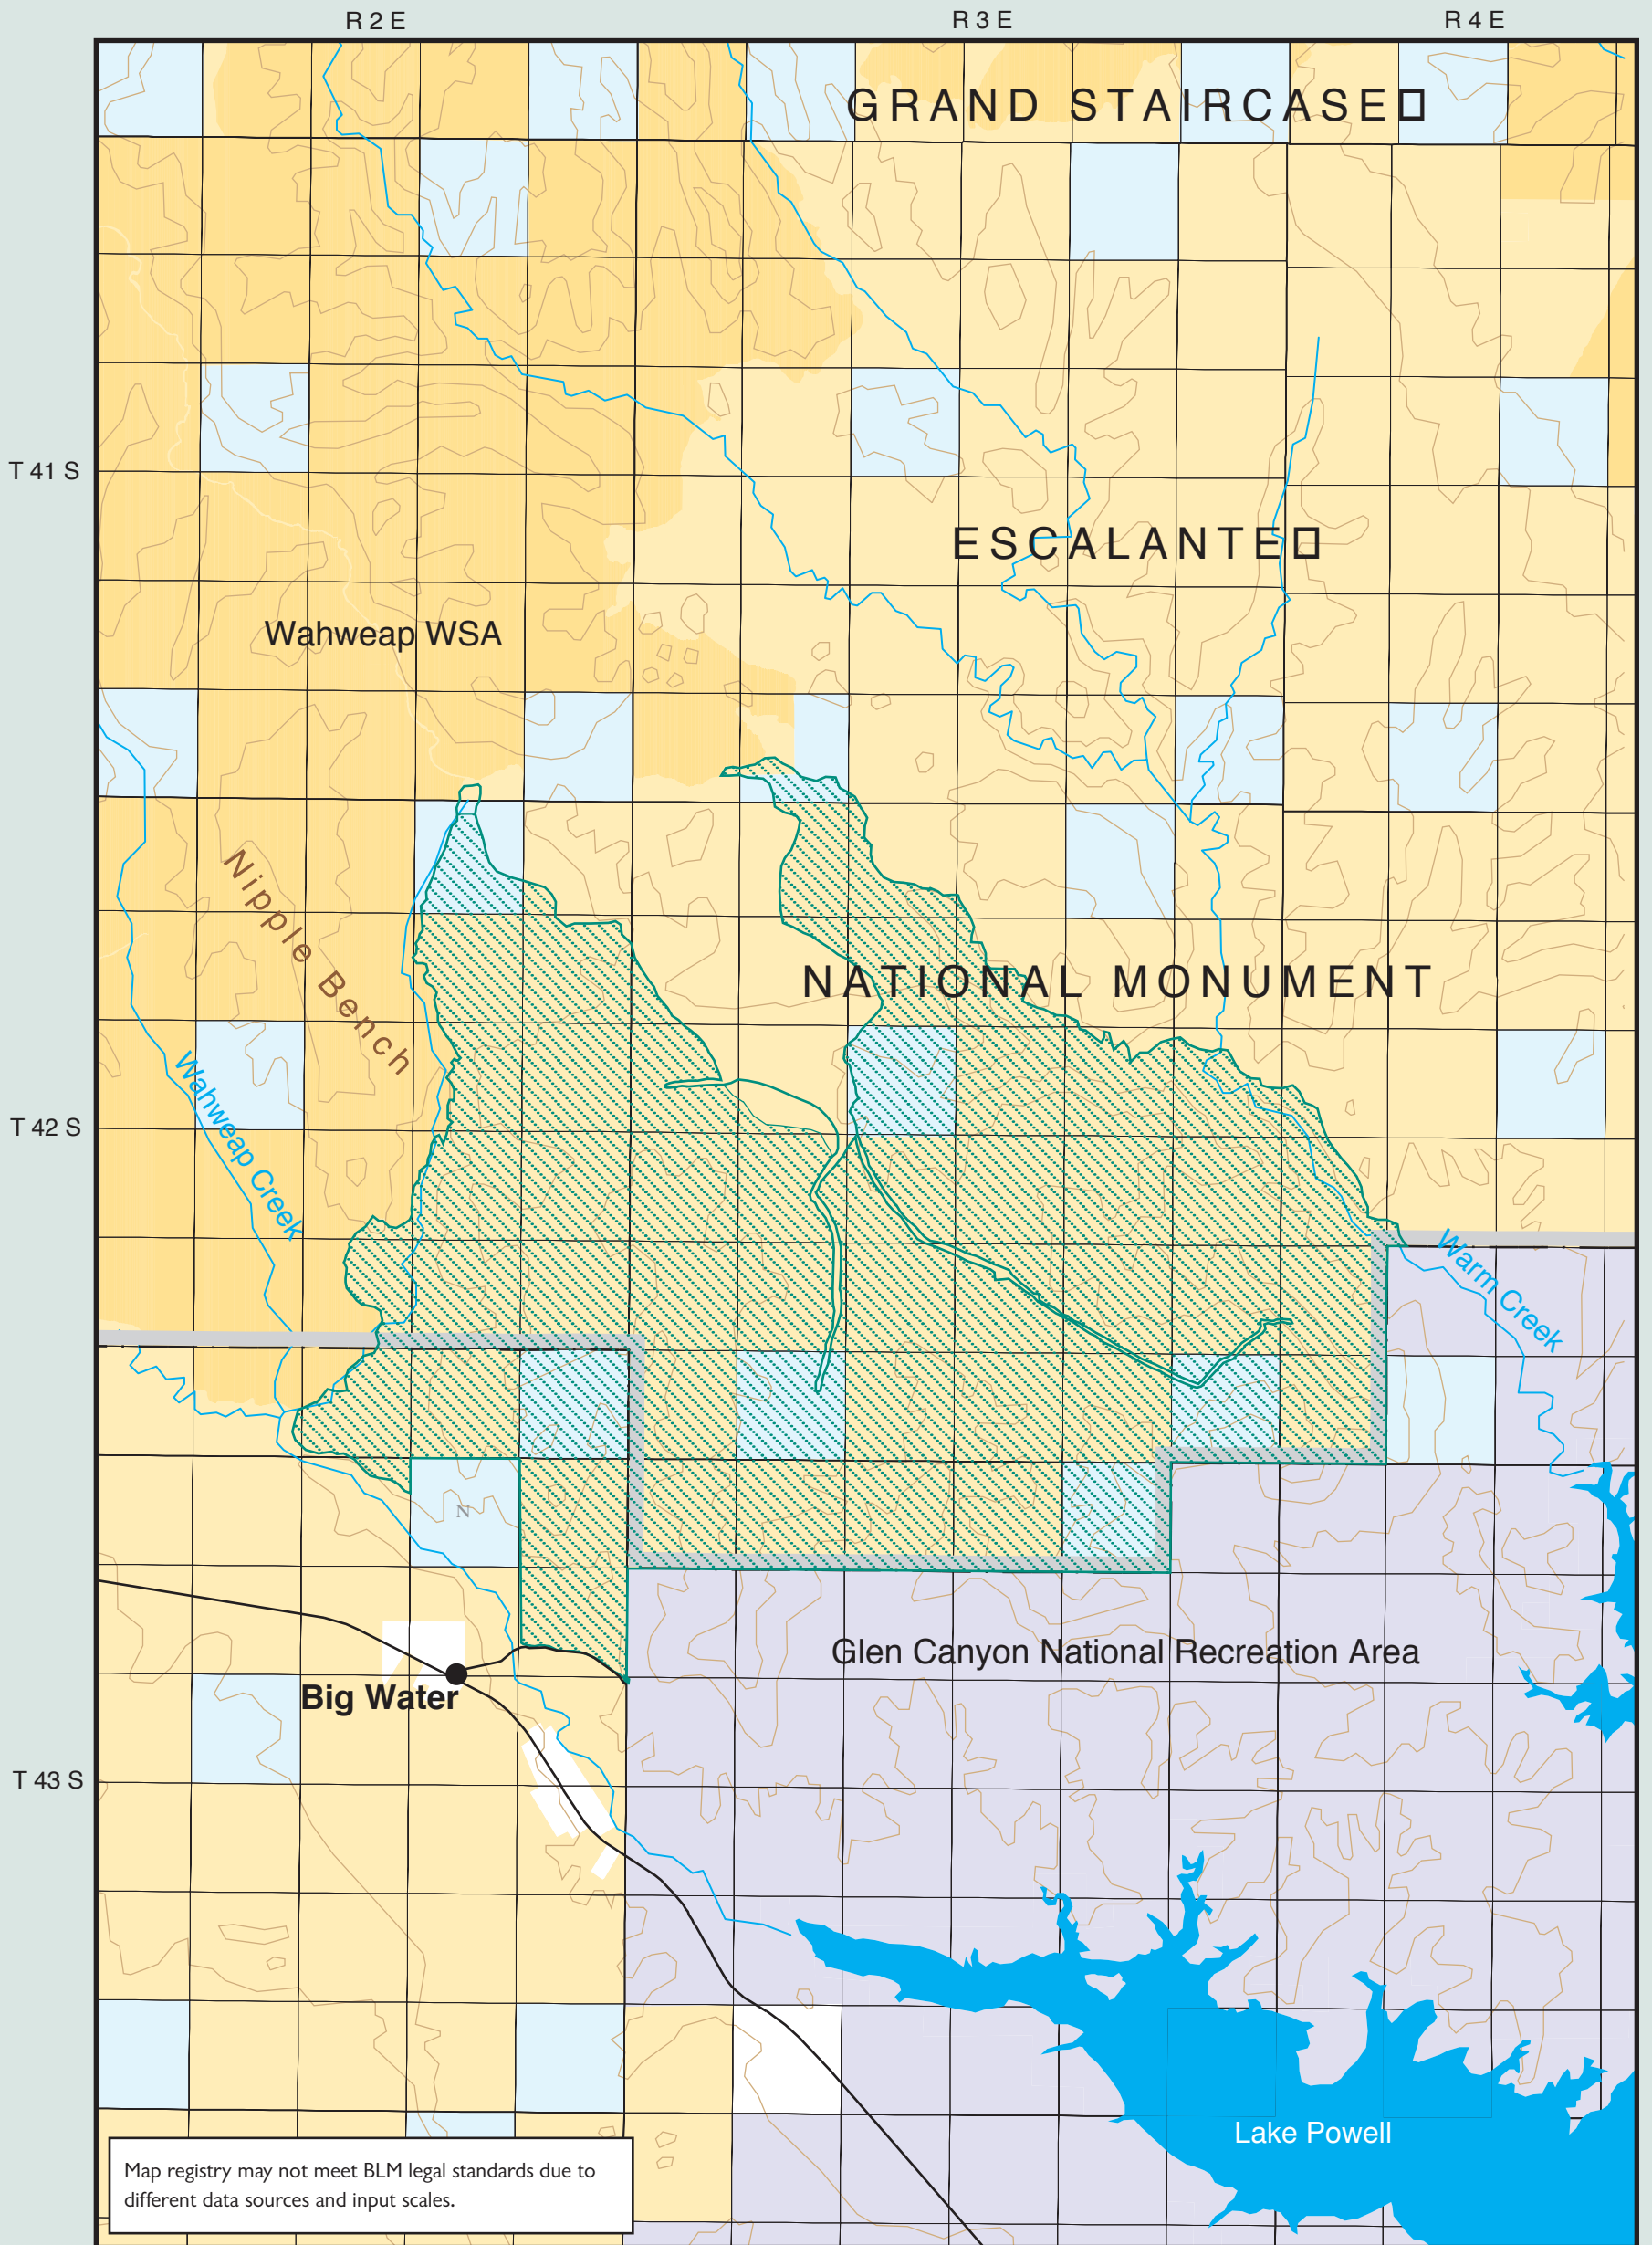 R 2 E
R 3 E
R 4 E
GRAND STAIRCASE
T 41 S
ESCALANTE
Wahweap WSA
Nipple Bench
NATIONAL MONUMENT
Wahweap Creek
T 42 S
Warm Creek
N
Glen Canyon National Recreation Area
Big Water
T 43 S
Lake Powell
Map registry may not meet BLM legal standards due to
different data sources and input scales.